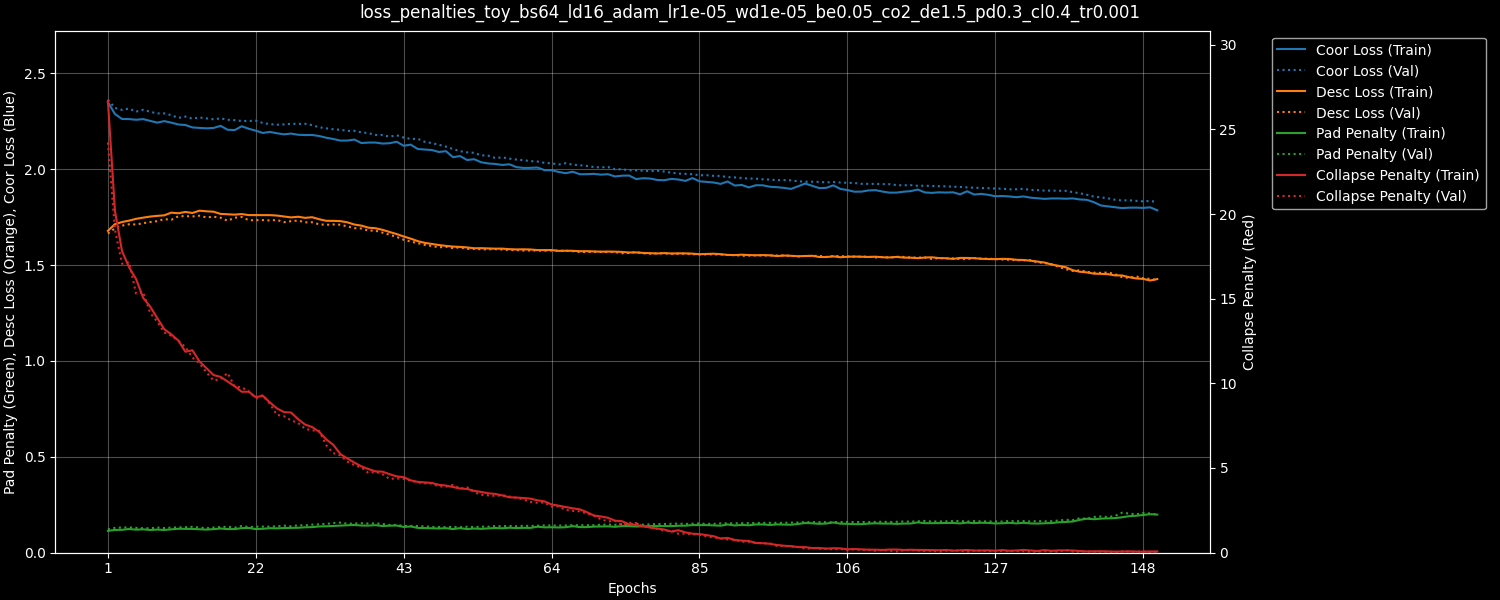 loss_penalties_toy_bs64_ld16_adam_lr1e-05_wd1e-05_be0.05_co2_de1.5_pd0.3_cl0.4_tr0.001
Pad Penalty (Green), Desc Loss (Orange), Coor Loss (Blue)
2.5
2.0
1.5
1.0
0.5
0.0
1
22
43
64
85
106
127
148
Epochs
30
25
20
15
10
5
0
Collapse Penalty (Red)
Coor Loss (Train)
Coor Loss (Val)
Desc Loss (Train)
Desc Loss (Val)
Pad Penalty (Train)
Pad Penalty (Val)
Collapse Penalty (Train)
Collapse Penalty (Val)